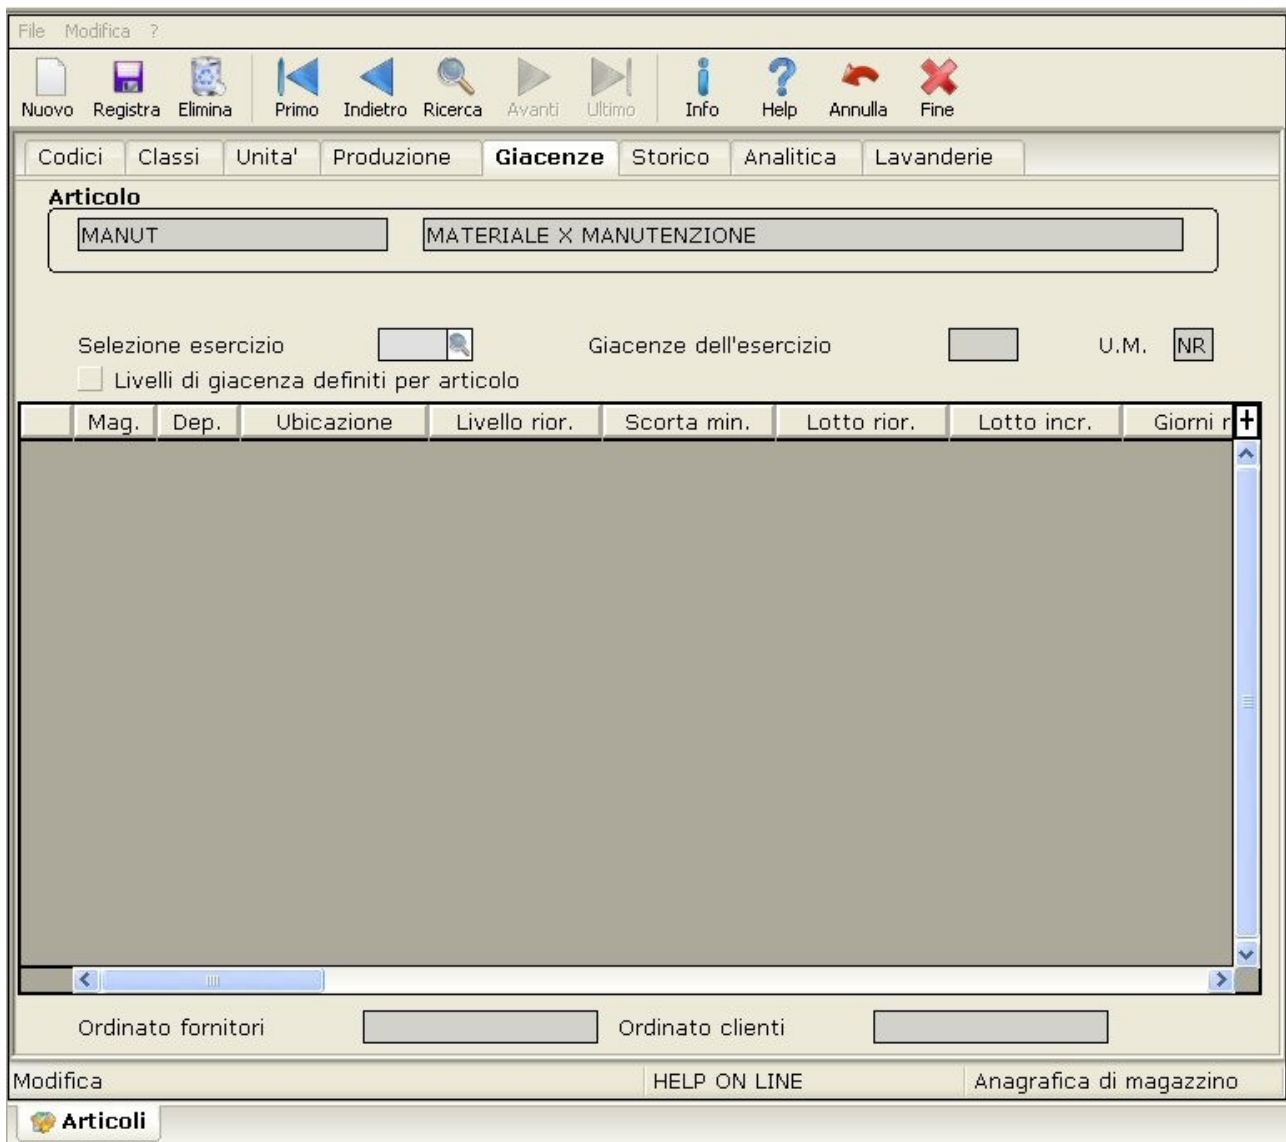 File Modifica ?
Nuovo Registra Elimina Primo Indietro Ricerca Avanti Ultimo Info Help Annulla Fine
Codici Classi Unita' Produzione Giacenze Storico Analitica Lavanderie
Articolo
MANUT MATERIALE X MANUTENZIONE
Selezione esercizio Giacenze dell'esercizio U.M. NR
Livelli di giacenza definiti per articolo
Mag. Dep. Ubicazione Livello rior. Scorta min. Lotto rior. Lotto incr. Giorni r +
Ordinato fornitori Ordinato clienti
Modifica HELP ON LINE Anagrafica di magazzino
Articoli